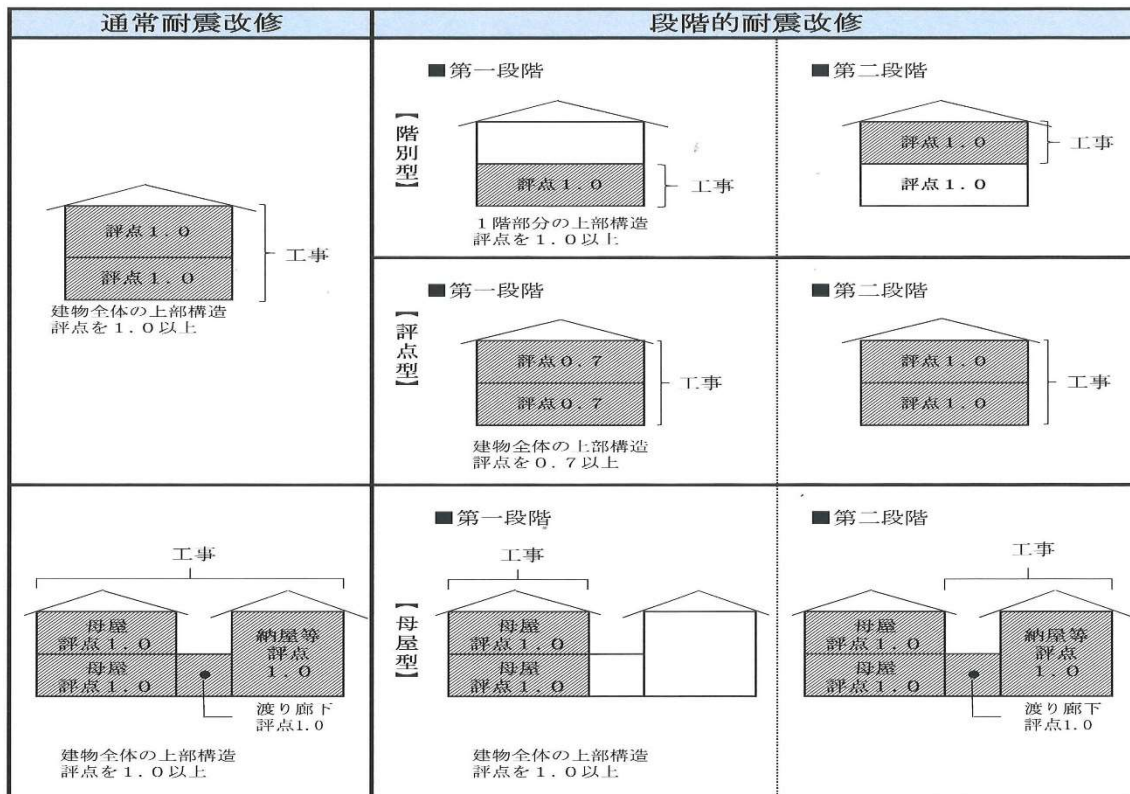 通常耐震改修
段階的耐震改修
評点1.0
評点1.0
工事
建物全体の上部構造
評点を1.0以上
【階別型】
■第一段階
評点1.0
工事
1階部分の上部構造
評点を1.0以上
■第二段階
評点1.0
工事
評点1.0
【評点型】
■第一段階
評点0.7
評点0.7
工事
建物全体の上部構造
評点を0.7以上
■第二段階
評点1.0
評点1.0
工事
工事
母屋
評点1.0
母屋
評点1.0
納屋等
評点
1.0
渡り廊下
評点1.0
建物全体の上部構造
評点を1.0以上
【母屋型】
■第一段階
工事
母屋
評点1.0
母屋
評点1.0
建物全体の上部構造
評点を1.0以上
■第二段階
工事
母屋
評点1.0
母屋
評点1.0
納屋等
評点
1.0
渡り廊下
評点1.0